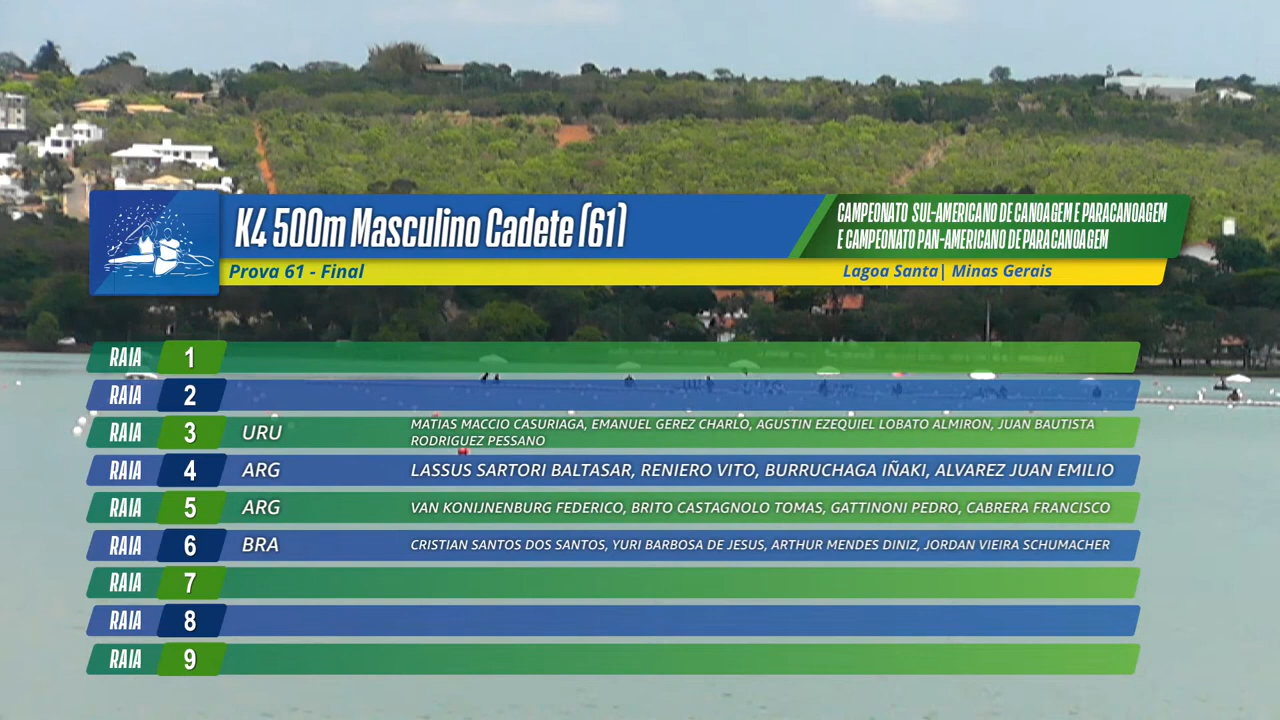 K4 500m Masculino Cadete (61)
CAMPEONATO SUL-AMERICANO DE CANOAGEM E PARACANOAGEM
E CAMPEONATO PAN-AMERICANO DE PARACANOAGEM
Prova 61 - Final
Lagoa Santa| Minas Gerais
RAIA 1
RAIA 2
RAIA 3 URU MATIAS MACCIO CASURIAGA, EMANUEL GEREZ CHARLO, AGUSTIN EZEQUIEL LOBATO ALMIRON, JUAN BAUTISTA
RODRIGUEZ PESSANO
RAIA 4 ARG LASSUS SARTORI BALTASAR, RENIERO VITO, BURRUCHAGA IÑAKI, ALVAREZ JUAN EMILIO
RAIA 5 ARG VAN KONIJNENBURG FEDERICO, BRITO CASTAGNOLO TOMAS, GATTINONI PEDRO, CABRERA FRANCISCO
RAIA 6 BRA CRISTIAN SANTOS DOS SANTOS, YURI BARBOSA DE JESUS, ARTHUR MENDES DINIZ, JORDAN VIEIRA SCHUMACHER
RAIA 7
RAIA 8
RAIA 9